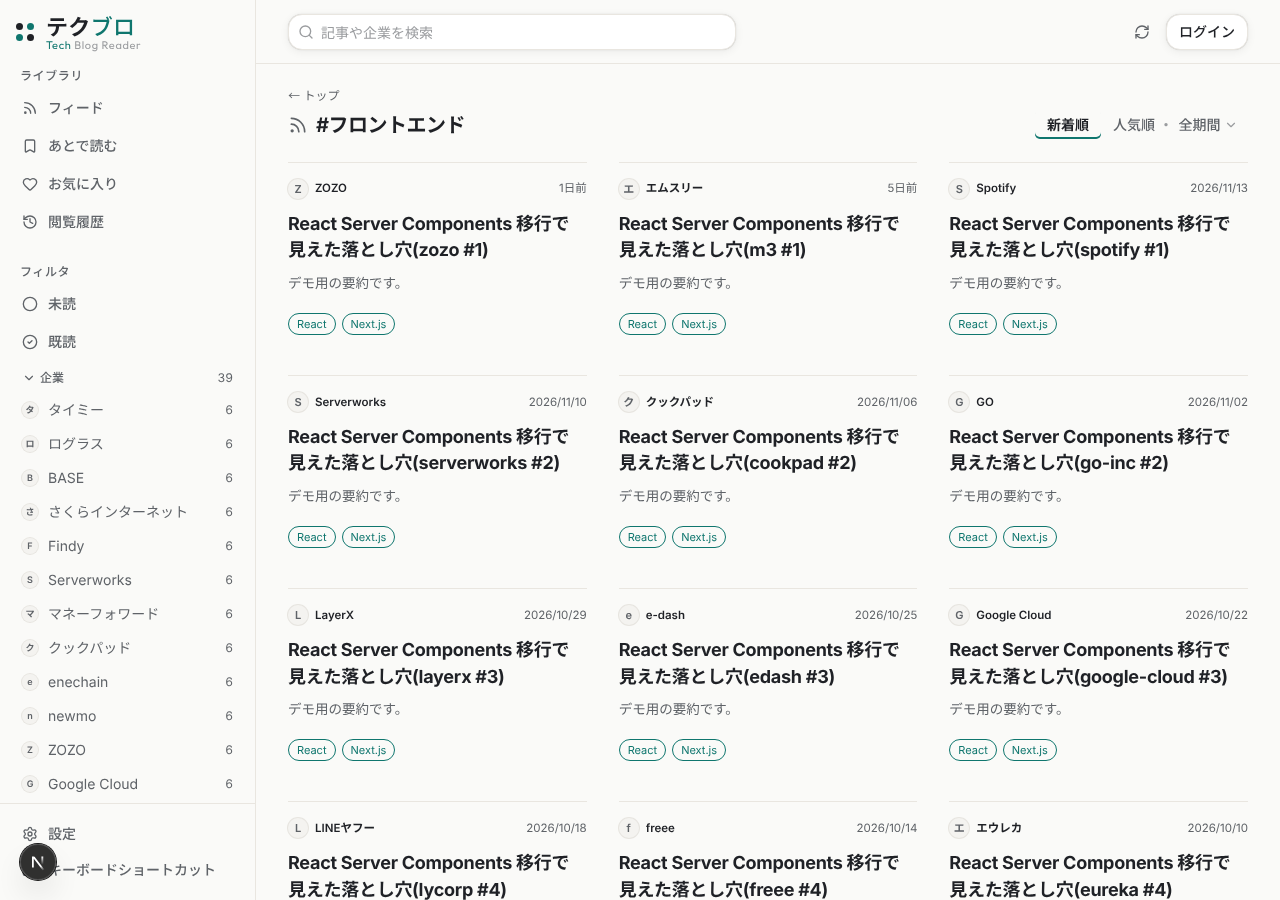 テクブロ
Tech Blog Reader
ライブラリ
フィード
あとで読む
お気に入り
閲覧履歴
フィルタ
未読
既読
企業 39
タ タイミー 6
ロ ログラス 6
B BASE 6
さ さくらインターネット 6
F Findy 6
S Serverworks 6
マ マネーフォワード 6
ク クックパッド 6
e enechain 6
n newmo 6
Z ZOZO 6
G Google Cloud 6
設定
N キーボードショートカット
記事や企業を検索
ログイン
← トップ
#フロントエンド
新着順 人気順 • 全期間
Z ZOZO 1日前
React Server Components 移行で
見えた落とし穴(zozo #1)
デモ用の要約です。
React Next.js
エ エムスリー 5日前
React Server Components 移行で
見えた落とし穴(m3 #1)
デモ用の要約です。
React Next.js
S Spotify 2026/11/13
React Server Components 移行で
見えた落とし穴(spotify #1)
デモ用の要約です。
React Next.js
S Serverworks 2026/11/10
React Server Components 移行で
見えた落とし穴(serverworks #2)
デモ用の要約です。
React Next.js
ク クックパッド 2026/11/06
React Server Components 移行で
見えた落とし穴(cookpad #2)
デモ用の要約です。
React Next.js
G GO 2026/11/02
React Server Components 移行で
見えた落とし穴(go-inc #2)
デモ用の要約です。
React Next.js
L LayerX 2026/10/29
React Server Components 移行で
見えた落とし穴(layerx #3)
デモ用の要約です。
React Next.js
e e-dash 2026/10/25
React Server Components 移行で
見えた落とし穴(edash #3)
デモ用の要約です。
React Next.js
G Google Cloud 2026/10/22
React Server Components 移行で
見えた落とし穴(google-cloud #3)
デモ用の要約です。
React Next.js
L LINEヤフー 2026/10/18
React Server Components 移行で
見えた落とし穴(lycorp #4)
f freee 2026/10/14
React Server Components 移行で
見えた落とし穴(freee #4)
エ エウレカ 2026/10/10
React Server Components 移行で
見えた落とし穴(eureka #4)